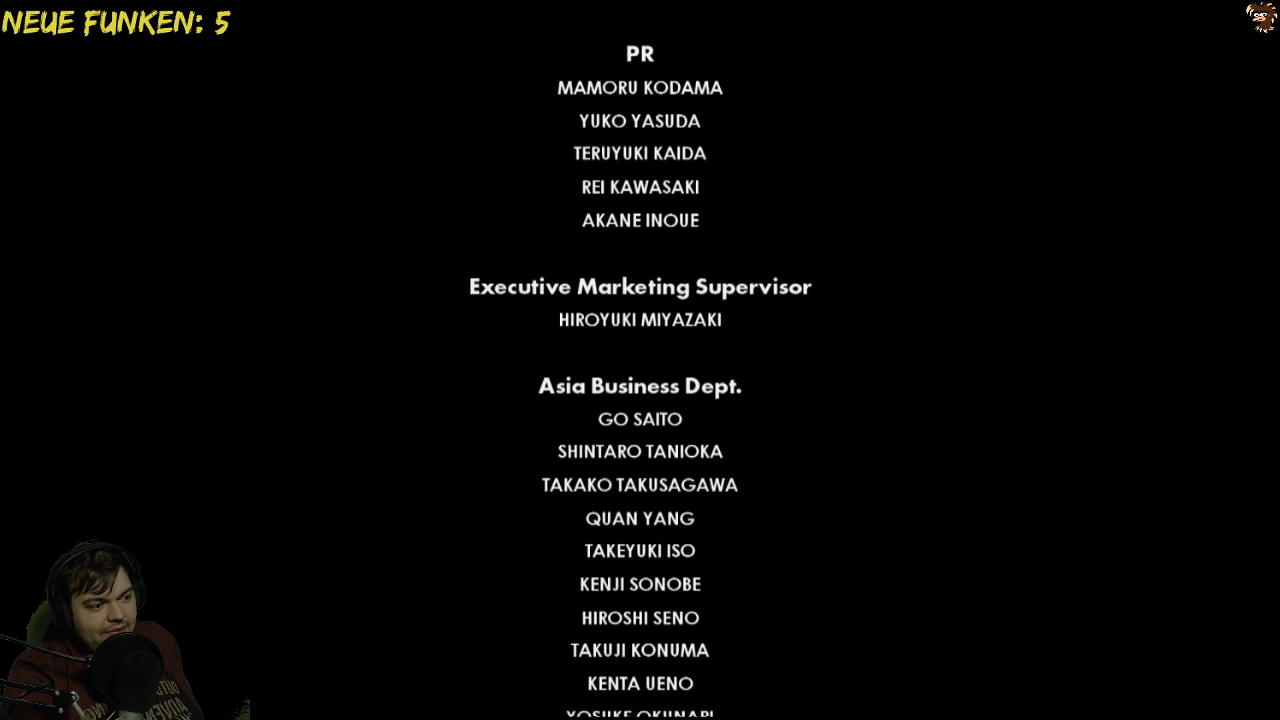 NEUE FUNKEN: 5
PR
MAMORU KODAMA
YUKO YASUDA
TERUYUKI KAIDA
REI KAWASAKI
AKANE INOUE
Executive Marketing Supervisor
HIROYUKI MIYAZAKI
Asia Business Dept.
GO SAITO
SHINTARO TANIOKA
TAKAKO TAKUSAGAWA
QUAN YANG
TAKEYUKI ISO
KENJI SONOBE
HIROSHI SENO
TAKUJI KONUMA
KENTA UENO
YOSUKE OKUNARI